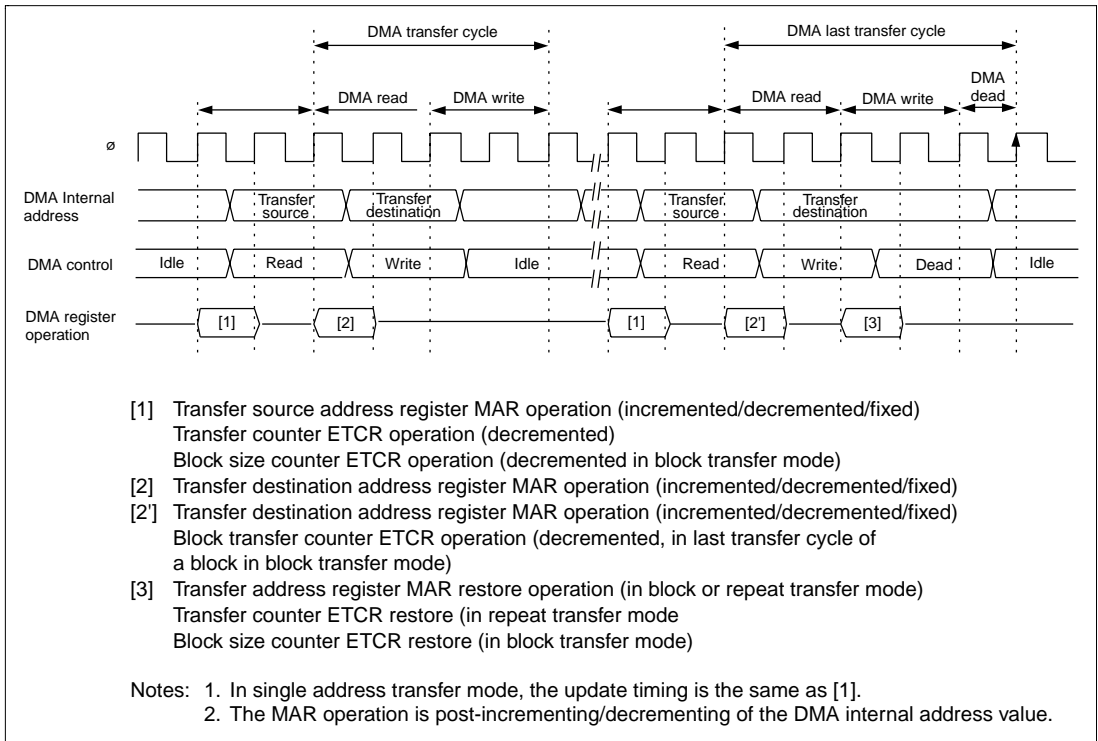 DMA transfer cycle DMA last transfer cycle
DMA read DMA write DMA read DMA write DMA dead
ø
DMA Internal address Transfer source Transfer destination Transfer source Transfer destination
DMA control Idle Read Write Idle Read Write Dead Idle
DMA register operation [1] [2] [1] [2'] [3]
[1] Transfer source address register MAR operation (incremented/decremented/fixed)
Transfer counter ETCR operation (decremented)
Block size counter ETCR operation (decremented in block transfer mode)
[2] Transfer destination address register MAR operation (incremented/decremented/fixed)
[2'] Transfer destination address register MAR operation (incremented/decremented/fixed)
Block transfer counter ETCR operation (decremented, in last transfer cycle of
a block in block transfer mode)
[3] Transfer address register MAR restore operation (in block or repeat transfer mode)
Transfer counter ETCR restore (in repeat transfer mode
Block size counter ETCR restore (in block transfer mode)
Notes: 1. In single address transfer mode, the update timing is the same as [1].
2. The MAR operation is post-incrementing/decrementing of the DMA internal address value.